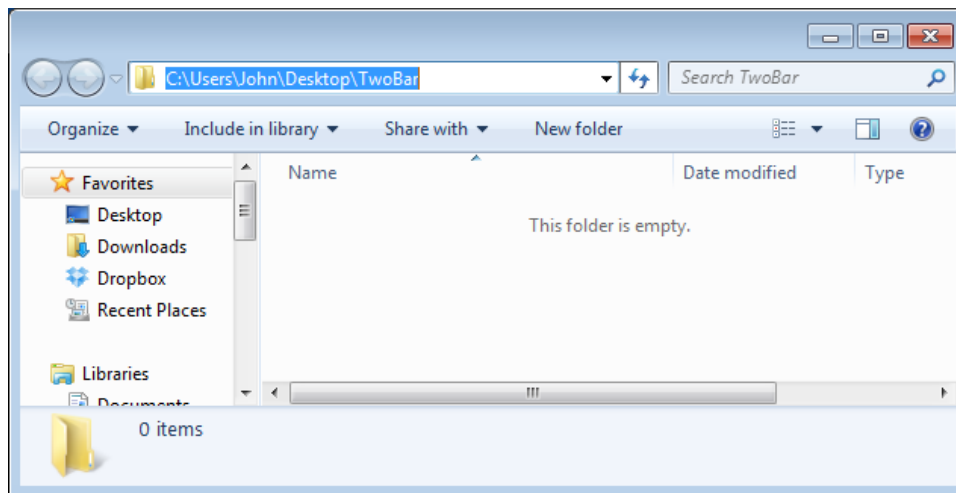 C:\Users\John\Desktop\TwoBar
Search TwoBar
Organize Include in library Share with New folder
Name Date modified Type
This folder is empty.
Favorites
Desktop
Downloads
Dropbox
Recent Places
Libraries
Documents
0 items